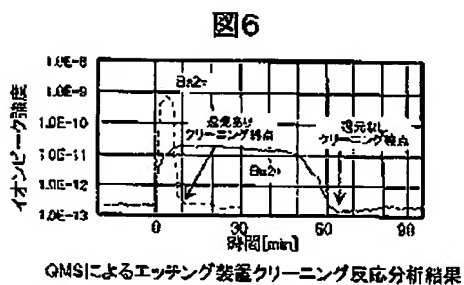 図6
イオンピーク強度
1.0E-8
1.0E-9
1.0E-10
1.0E-11
1.0E-12
1.0E-13
還元あり
クリーニング終点
還元なし
クリーニング終点
0
30
60
90
時間[min]
QMSによるエッチング装置クリーニング反応分析結果